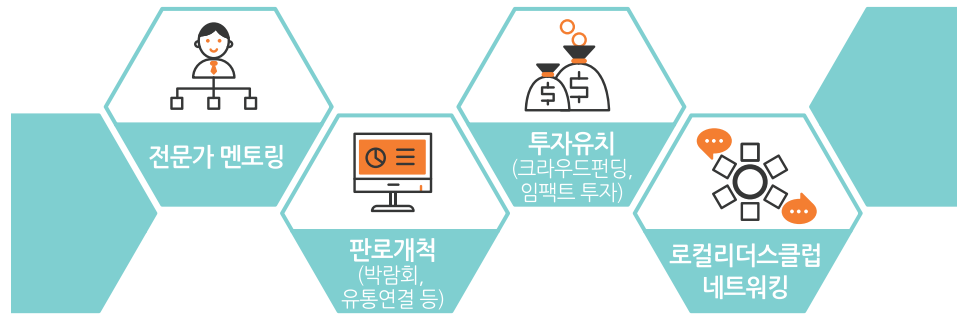 전문가 멘토링
판로개척
(박람회,
유통연결 등)
투자유치
(크라우드펀딩,
임팩트 투자)
로컬리더스클럽
네트워킹